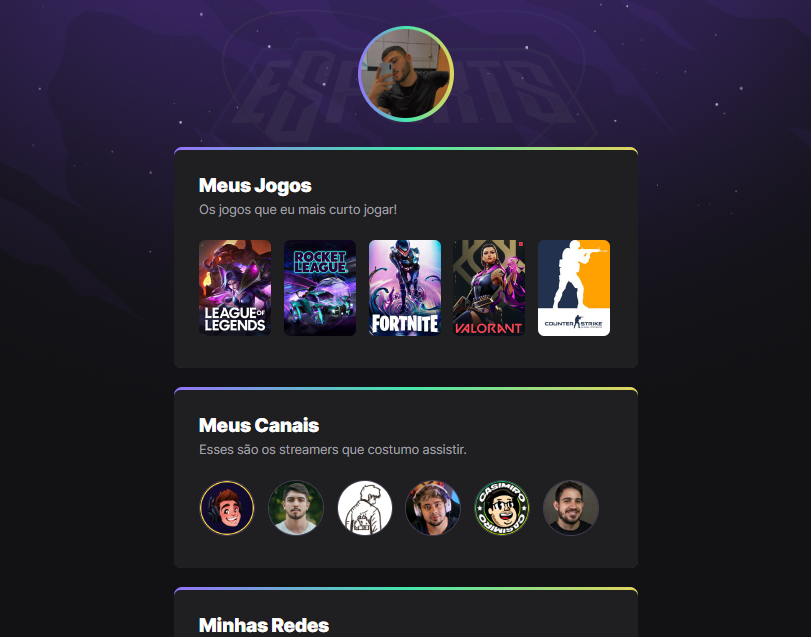 ESPORTS
Meus Jogos
Os jogos que eu mais curto jogar!
LEAGUE OF
LEGENDS
ROCKET
LEAGUE
FORTNITE
VALORANT
COUNTER STRIKE
Meus Canais
Esses são os streamers que costumo assistir.
CASIMIRO
CASIMIRO
Minhas Redes